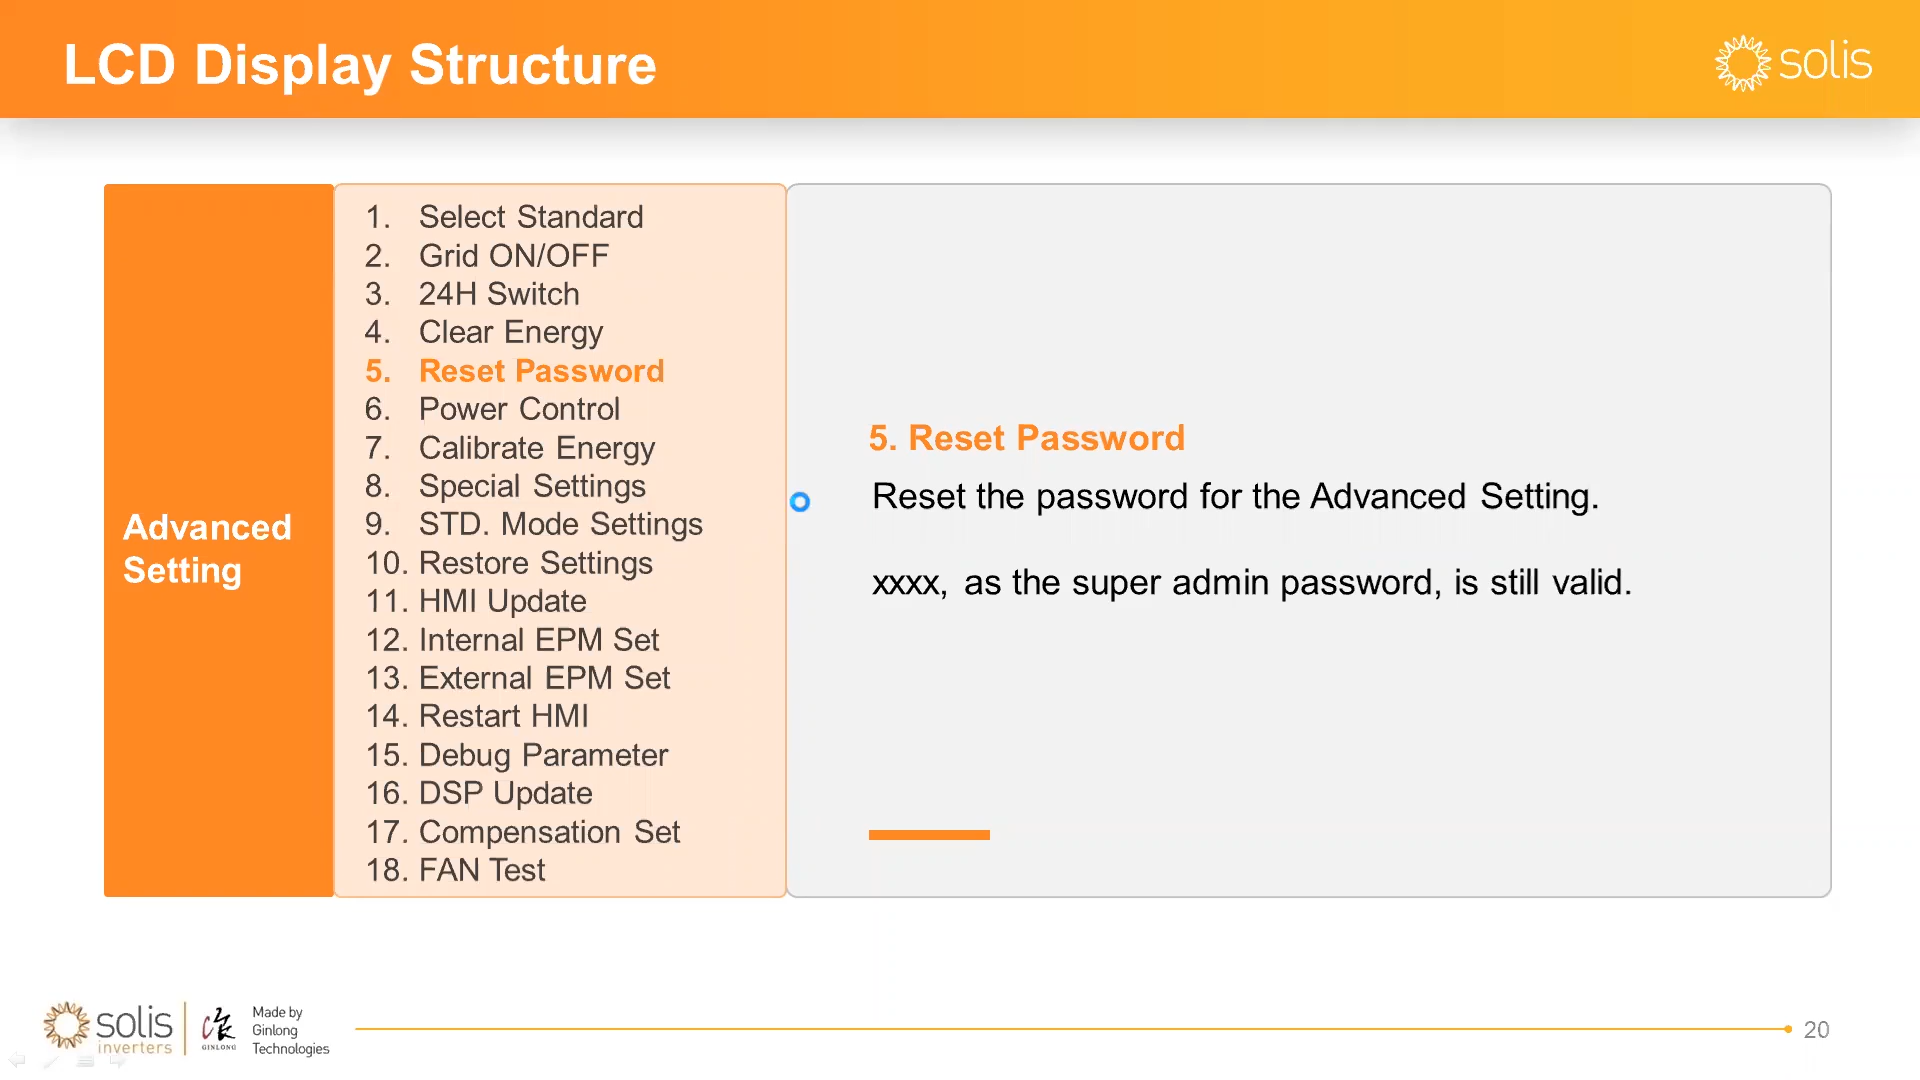 LCD Display Structure
solis
Advanced
Setting
1. Select Standard
2. Grid ON/OFF
3. 24H Switch
4. Clear Energy
5. Reset Password
6. Power Control
7. Calibrate Energy
8. Special Settings
9. STD. Mode Settings
10. Restore Settings
11. HMI Update
12. Internal EPM Set
13. External EPM Set
14. Restart HMI
15. Debug Parameter
16. DSP Update
17. Compensation Set
18. FAN Test
5. Reset Password
Reset the password for the Advanced Setting.
xxxx, as the super admin password, is still valid.
solis
inverters
GINLONG
Made by
Ginlong
Technologies
20